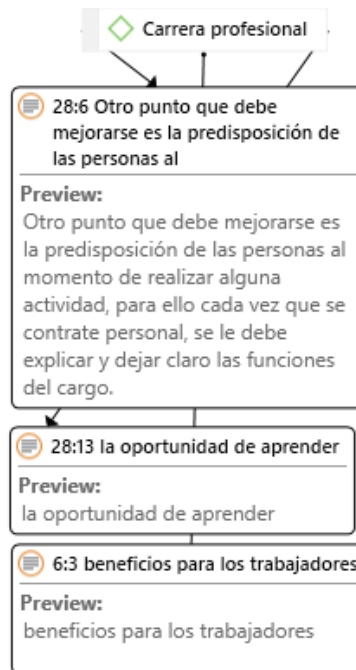 Carrera profesional
28:6 Otro punto que debe
mejorarse es la predisposición de
las personas al
Preview:
Otro punto que debe mejorarse es
la predisposición de las personas al
momento de realizar alguna
actividad, para ello cada vez que se
contrate personal, se le debe
explicar y dejar claro las funciones
del cargo.
28:13 la oportunidad de aprender
Preview:
la oportunidad de aprender
6:3 beneficios para los trabajadores
Preview:
beneficios para los trabajadores